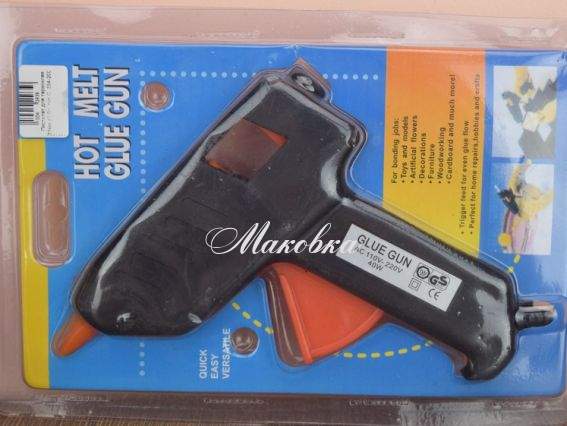 HOT MELT
GLUE GUN
For bonding jobs:
• Toys and models
• Artificial flowers
• Decorations
• Furniture
• Woodworking
• Cardboard and much more!
• Trigger feed for even glue flow
• Perfect for home repairs,hobbies and crafts
Маковка
GLUE GUN
AC 110V-220V
40W
GS
CE
QUICK
EASY
VERSATILE